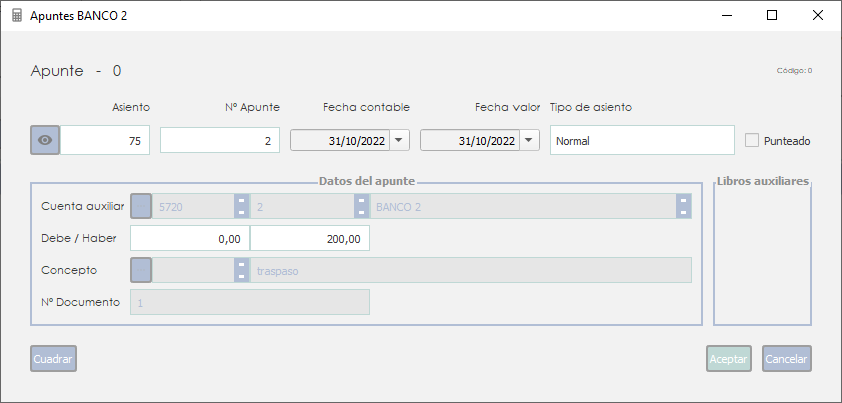 Apuntes BANCO 2
Apunte - 0
Código: 0
Asiento Nº Apunte Fecha contable Fecha valor Tipo de asiento
75 2 31/10/2022 31/10/2022 Normal Punteado
Datos del apunte Libros auxiliares
Cuenta auxiliar 5720 2 BANCO 2
Debe / Haber 0,00 200,00
Concepto traspaso
Nº Documento 1
Cuadrar Aceptar Cancelar